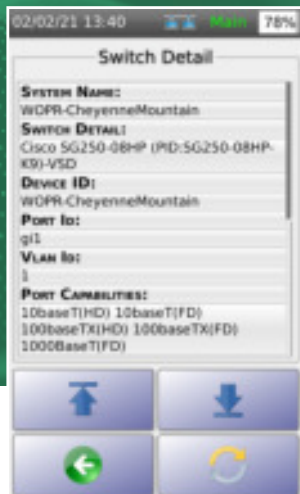 02/02/21 13:40 Main 78%
Switch Detail
System Name:
WOPR-CheyenneMountain
Switch Detail:
Cisco SG250-08HP (PID:SG250-08HP-
K9)-VSD
Device ID:
WOPR-CheyenneMountain
Port Id:
gi1
VLAN Id:
1
Port Capabilities:
10baseT(HD) 10baseT(FD)
100baseTX(HD) 100baseTX(FD)
1000BaseT(FD)